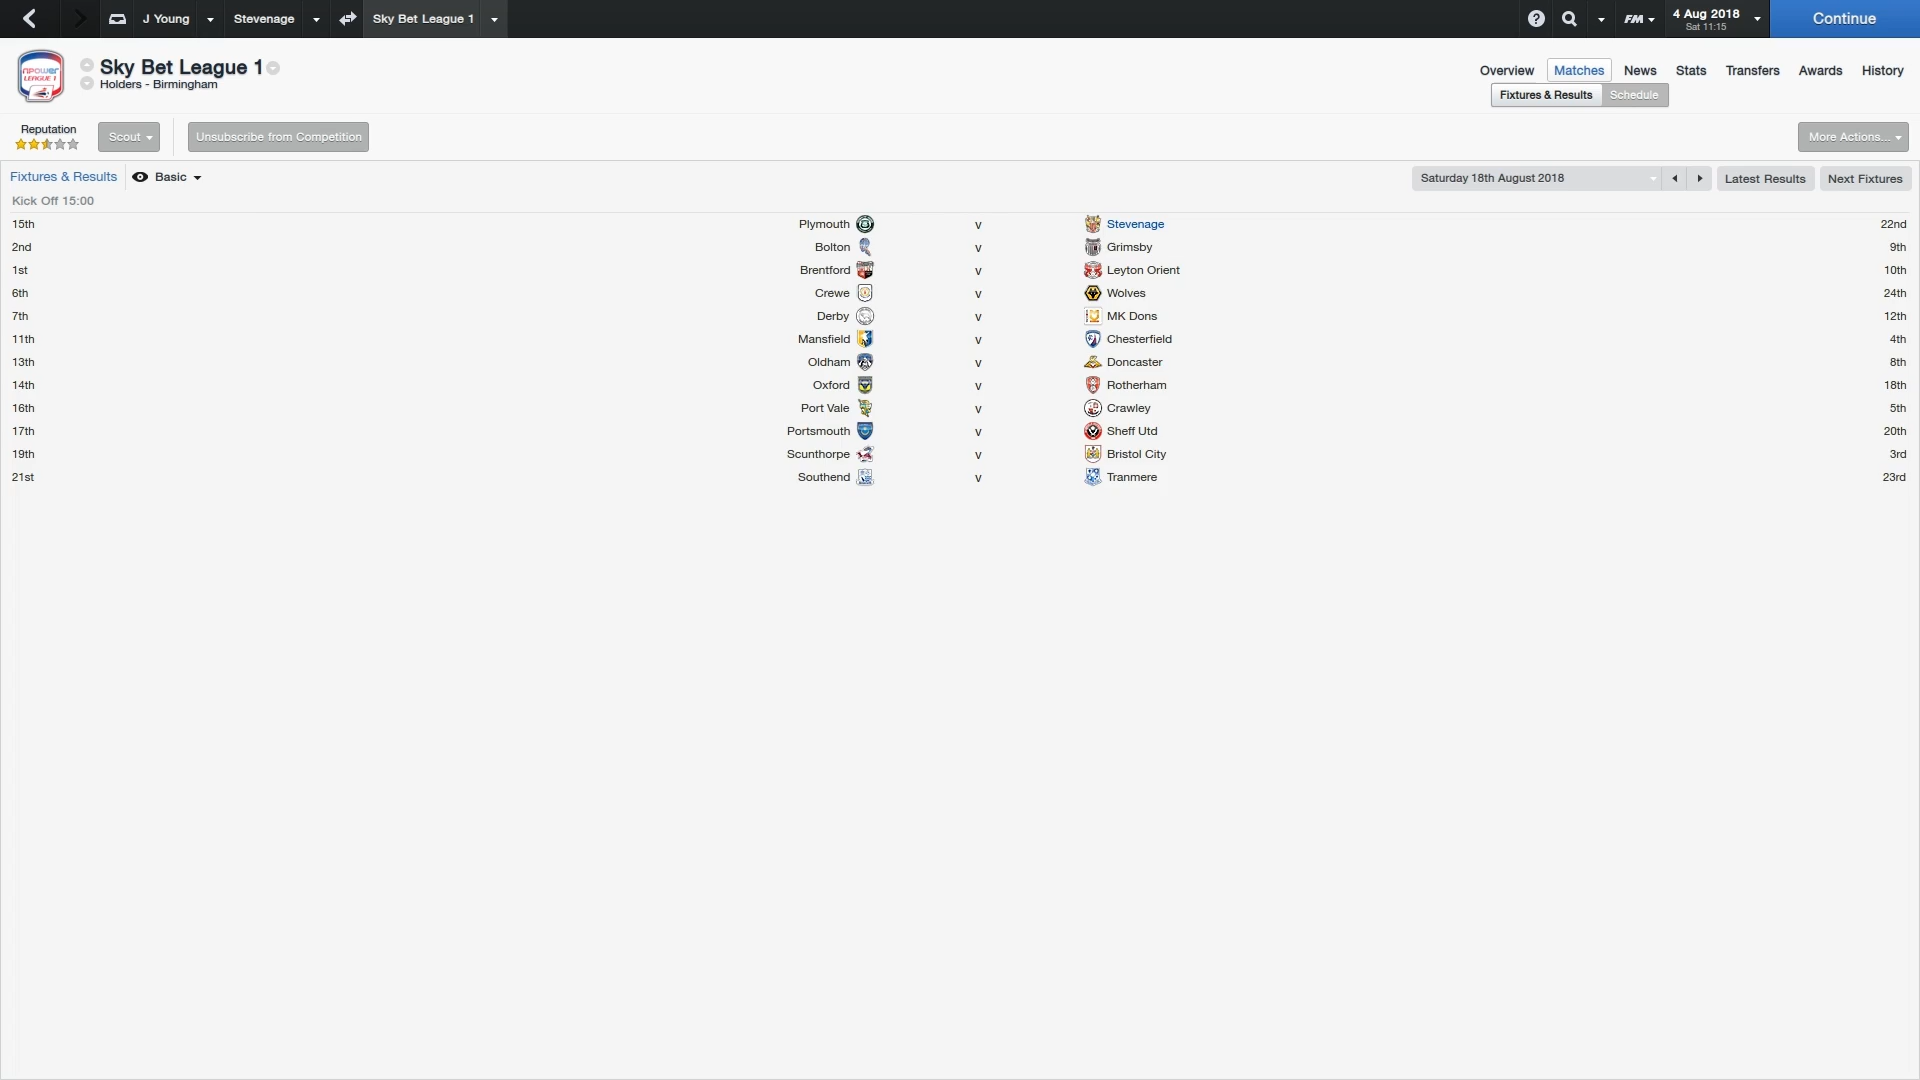 J Young Stevenage Sky Bet League 1 FM 4 Aug 2018 Continue
Sat 11:15
NPOWER LEAGUE 1
Sky Bet League 1
Holders - Birmingham
Overview Matches News Stats Transfers Awards History
Fixtures & Results Schedule
Reputation Scout Unsubscribe from Competition More Actions...
Fixtures & Results Basic Saturday 18th August 2018 Latest Results Next Fixtures
Kick Off 15:00
15th Plymouth v Stevenage 22nd
2nd Bolton v Grimsby 9th
1st Brentford v Leyton Orient 10th
6th Crewe v Wolves 24th
7th Derby v MK Dons 12th
11th Mansfield v Chesterfield 4th
13th Oldham v Doncaster 8th
14th Oxford v Rotherham 18th
16th Port Vale v Crawley 5th
17th Portsmouth v Sheff Utd 20th
19th Scunthorpe v Bristol City 3rd
21st Southend v Tranmere 23rd